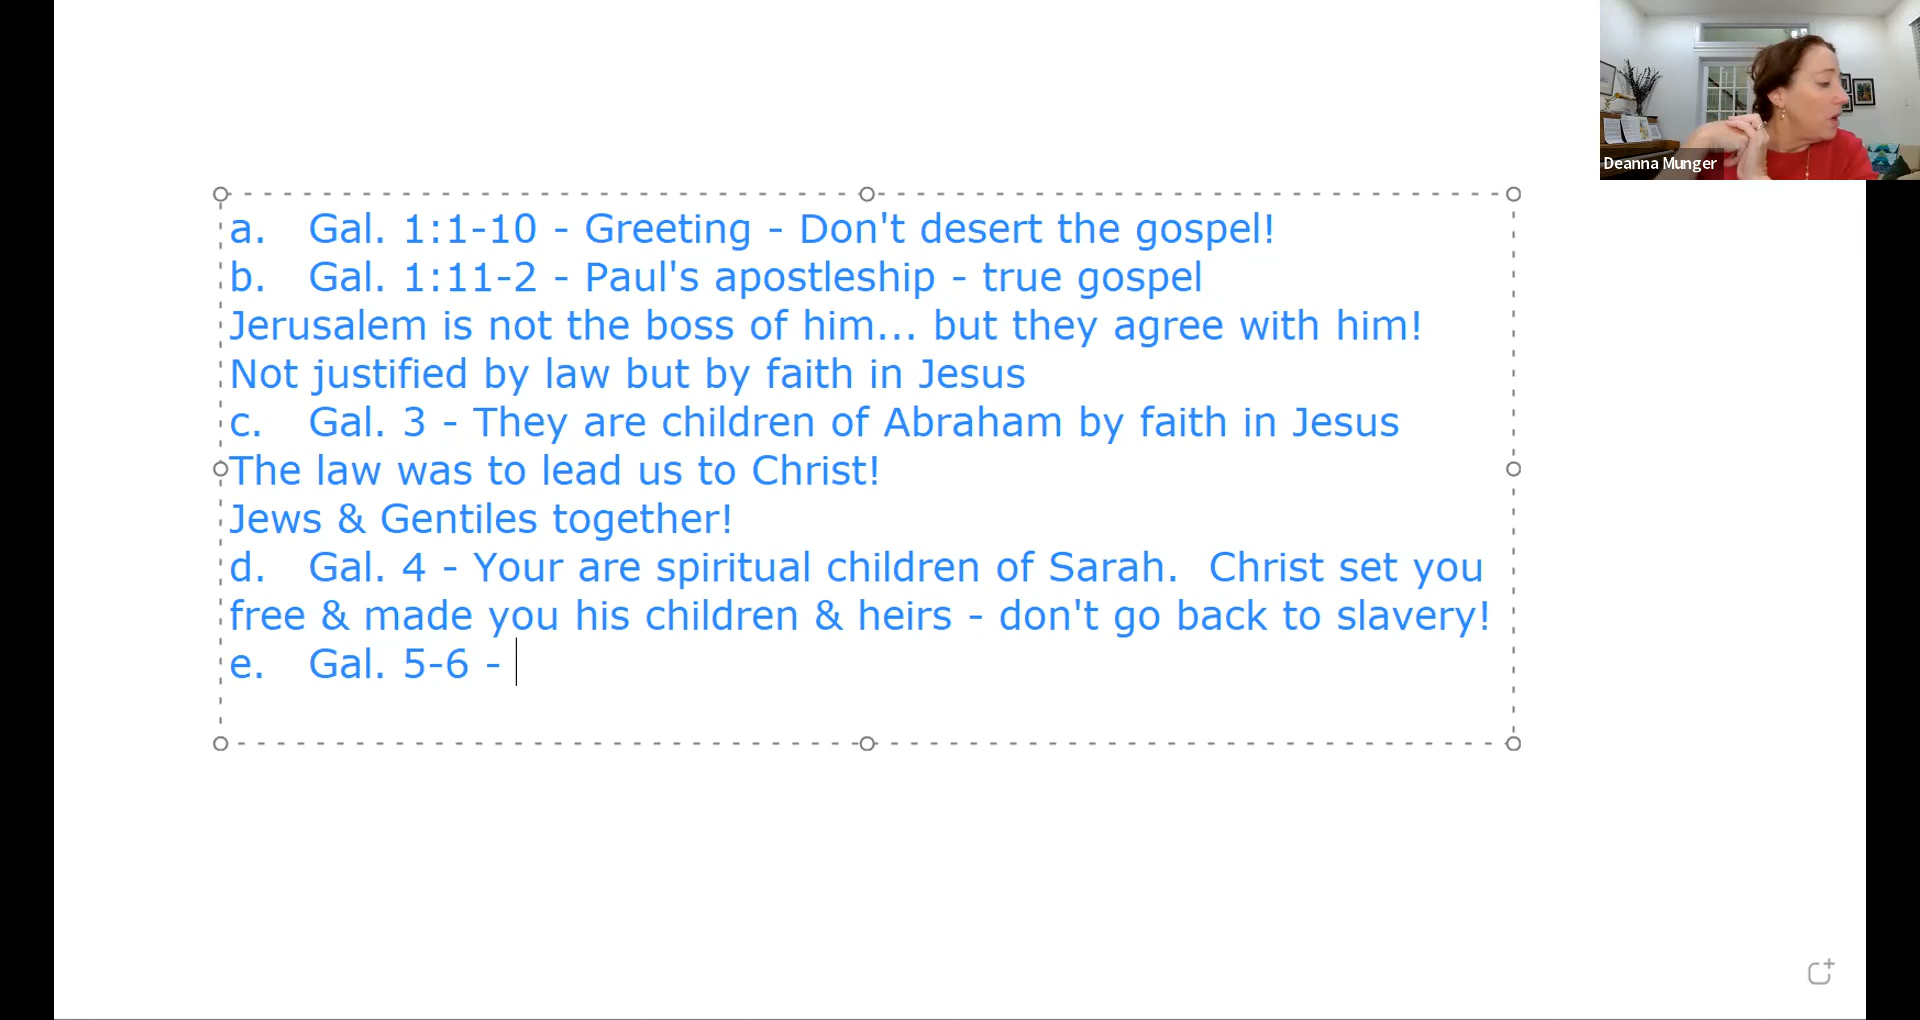 Deanna Munger
a. Gal. 1:1-10 - Greeting - Don't desert the gospel!
b. Gal. 1:11-2 - Paul's apostleship - true gospel
Jerusalem is not the boss of him... but they agree with him!
Not justified by law but by faith in Jesus
c. Gal. 3 - They are children of Abraham by faith in Jesus
The law was to lead us to Christ!
Jews & Gentiles together!
d. Gal. 4 - Your are spiritual children of Sarah. Christ set you
free & made you his children & heirs - don't go back to slavery!
e. Gal. 5-6 -